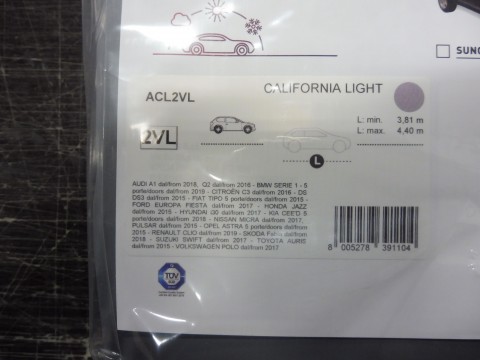 SUNC
CALIFORNIA LIGHT
ACL2VL
L: min. 3,81 m
L: max. 4,40 m
2VL
L
AUDI A1 dal/from 2018, Q2 dal/from 2016 - BMW SERIE 1 - 5
porte/doors dal/from 2019 - CITROËN C3 dal/from 2016 - DS
DS3 dal/from 2015 - FIAT TIPO 5 porte/doors dal/from 2015 -
FORD EUROPA FIESTA dal/from 2017 - HONDA JAZZ
dal/from 2015 - HYUNDAI I30 dal/from 2017 - KIA CEE'D 5
porte/doors dal/from 2018 - NISSAN MICRA dal/from 2017,
PULSAR dal/from 2015 - OPEL ASTRA 5 porte/doors dal/from
2015 - RENAULT CLIO dal/from 2019 - SKODA Fabia dal/from
2018 - SUZUKI SWIFT dal/from 2017 - TOYOTA AURIS
dal/from 2015 - VOLKSWAGEN POLO dal/from 2017
8 005278 391104
TÜV